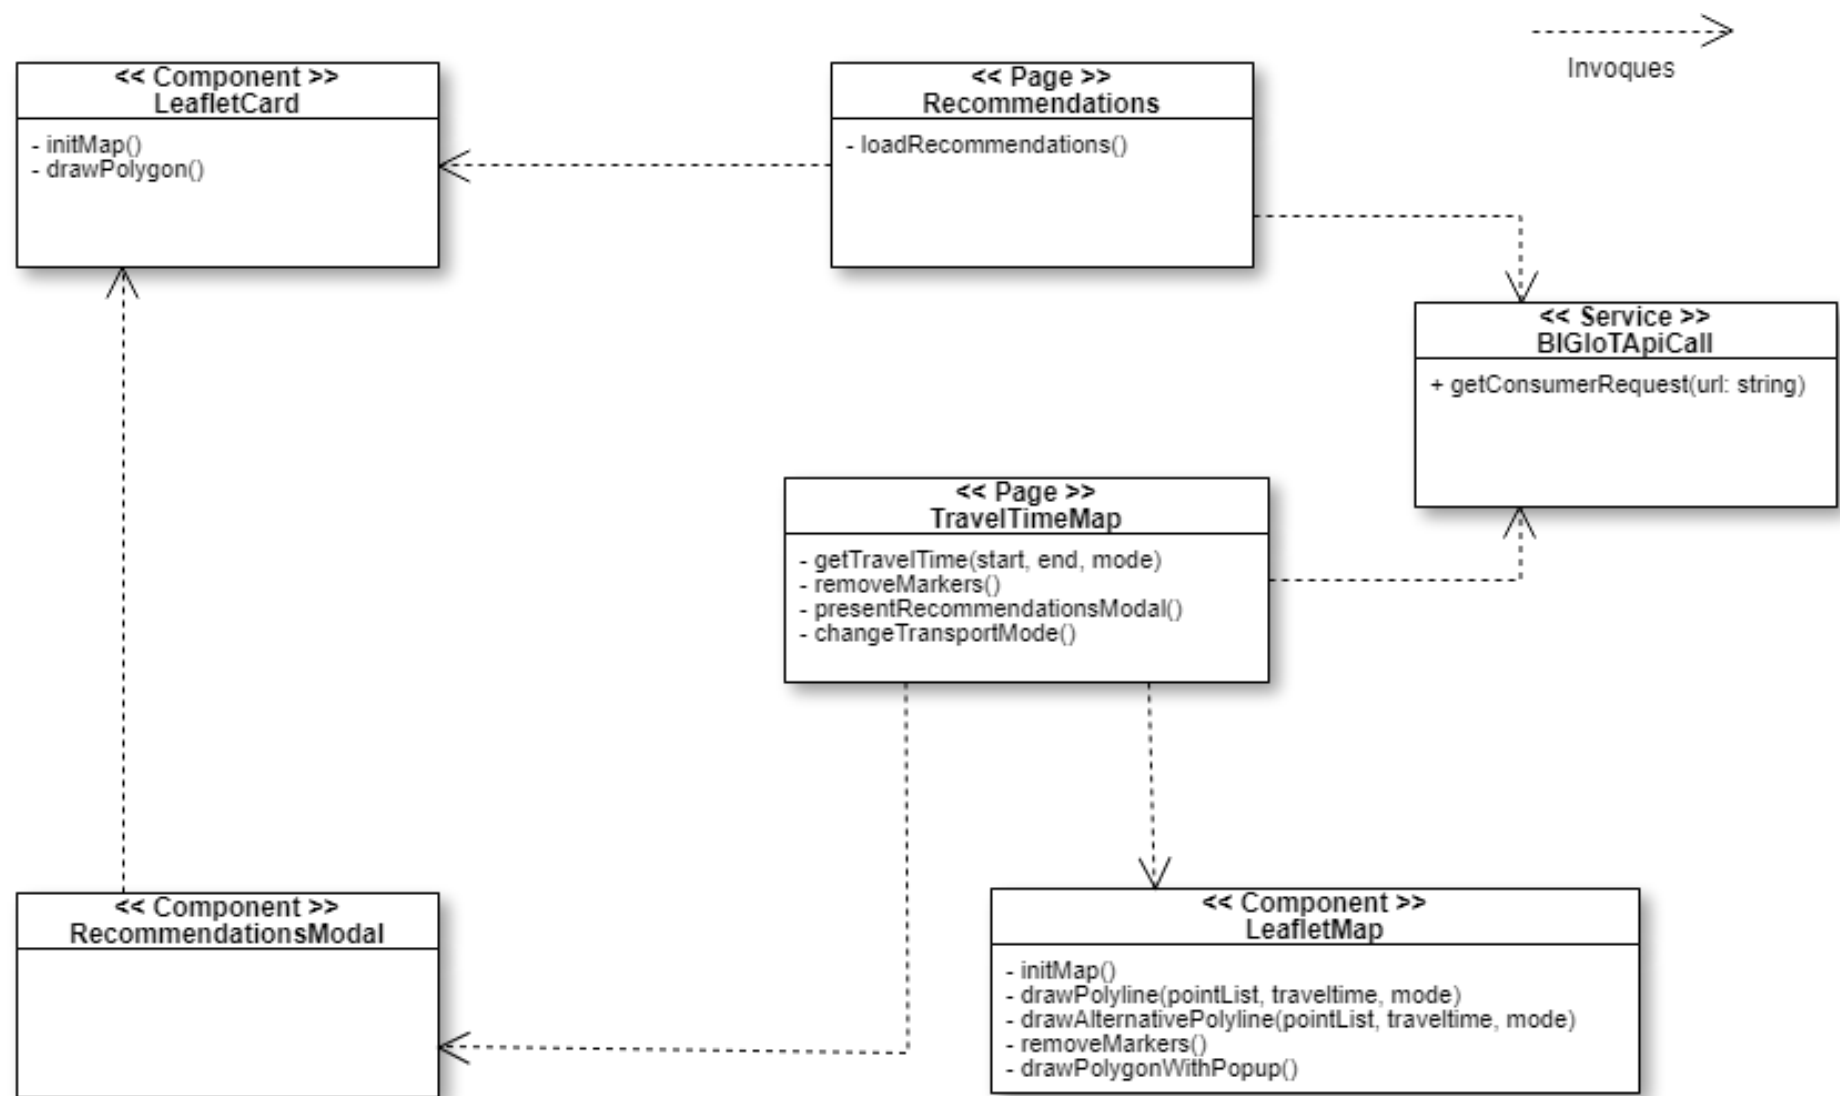 Invoques
<< Component >>
LeafletCard
- initMap()
- drawPolygon()
<< Page >>
Recommendations
- loadRecommendations()
<< Service >>
BIGIoTApiCall
+ getConsumerRequest(url: string)
<< Page >>
TravelTimeMap
- getTravelTime(start, end, mode)
- removeMarkers()
- presentRecommendationsModal()
- changeTransportMode()
<< Component >>
RecommendationsModal
<< Component >>
LeafletMap
- initMap()
- drawPolyline(pointList, traveltime, mode)
- drawAlternativePolyline(pointList, traveltime, mode)
- removeMarkers()
- drawPolygonWithPopup()